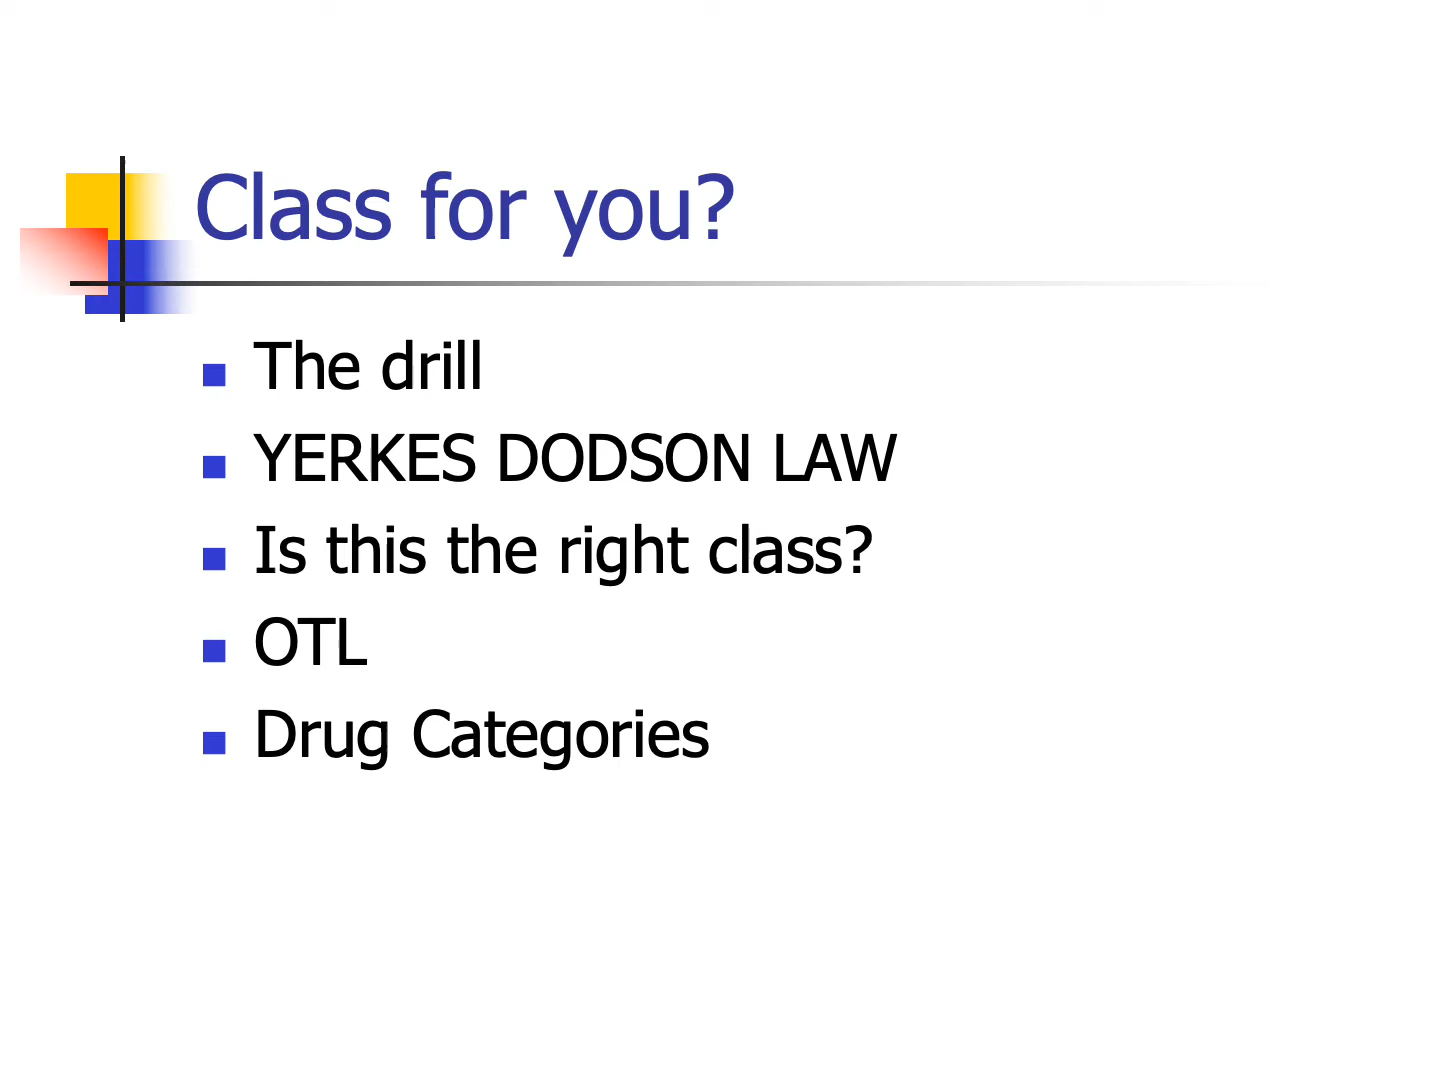 Class for you?
The drill
YERKES DODSON LAW
Is this the right class?
OTL
Drug Categories